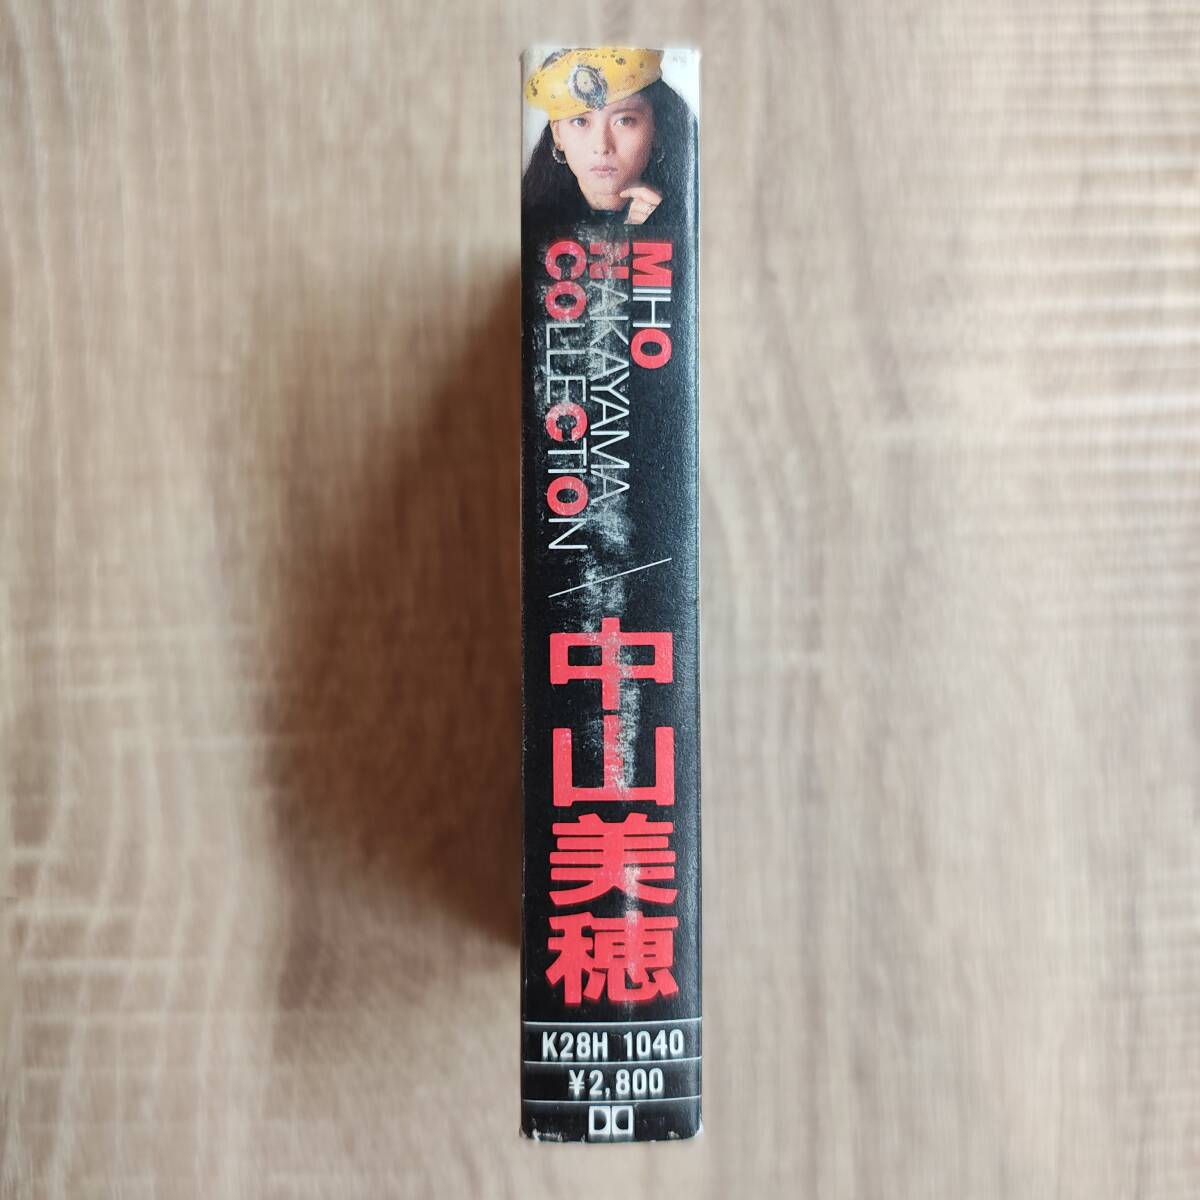 MIHO
NAKAYAMA
COLLECTION
/
中山美穂
K28H 1040
¥2,800